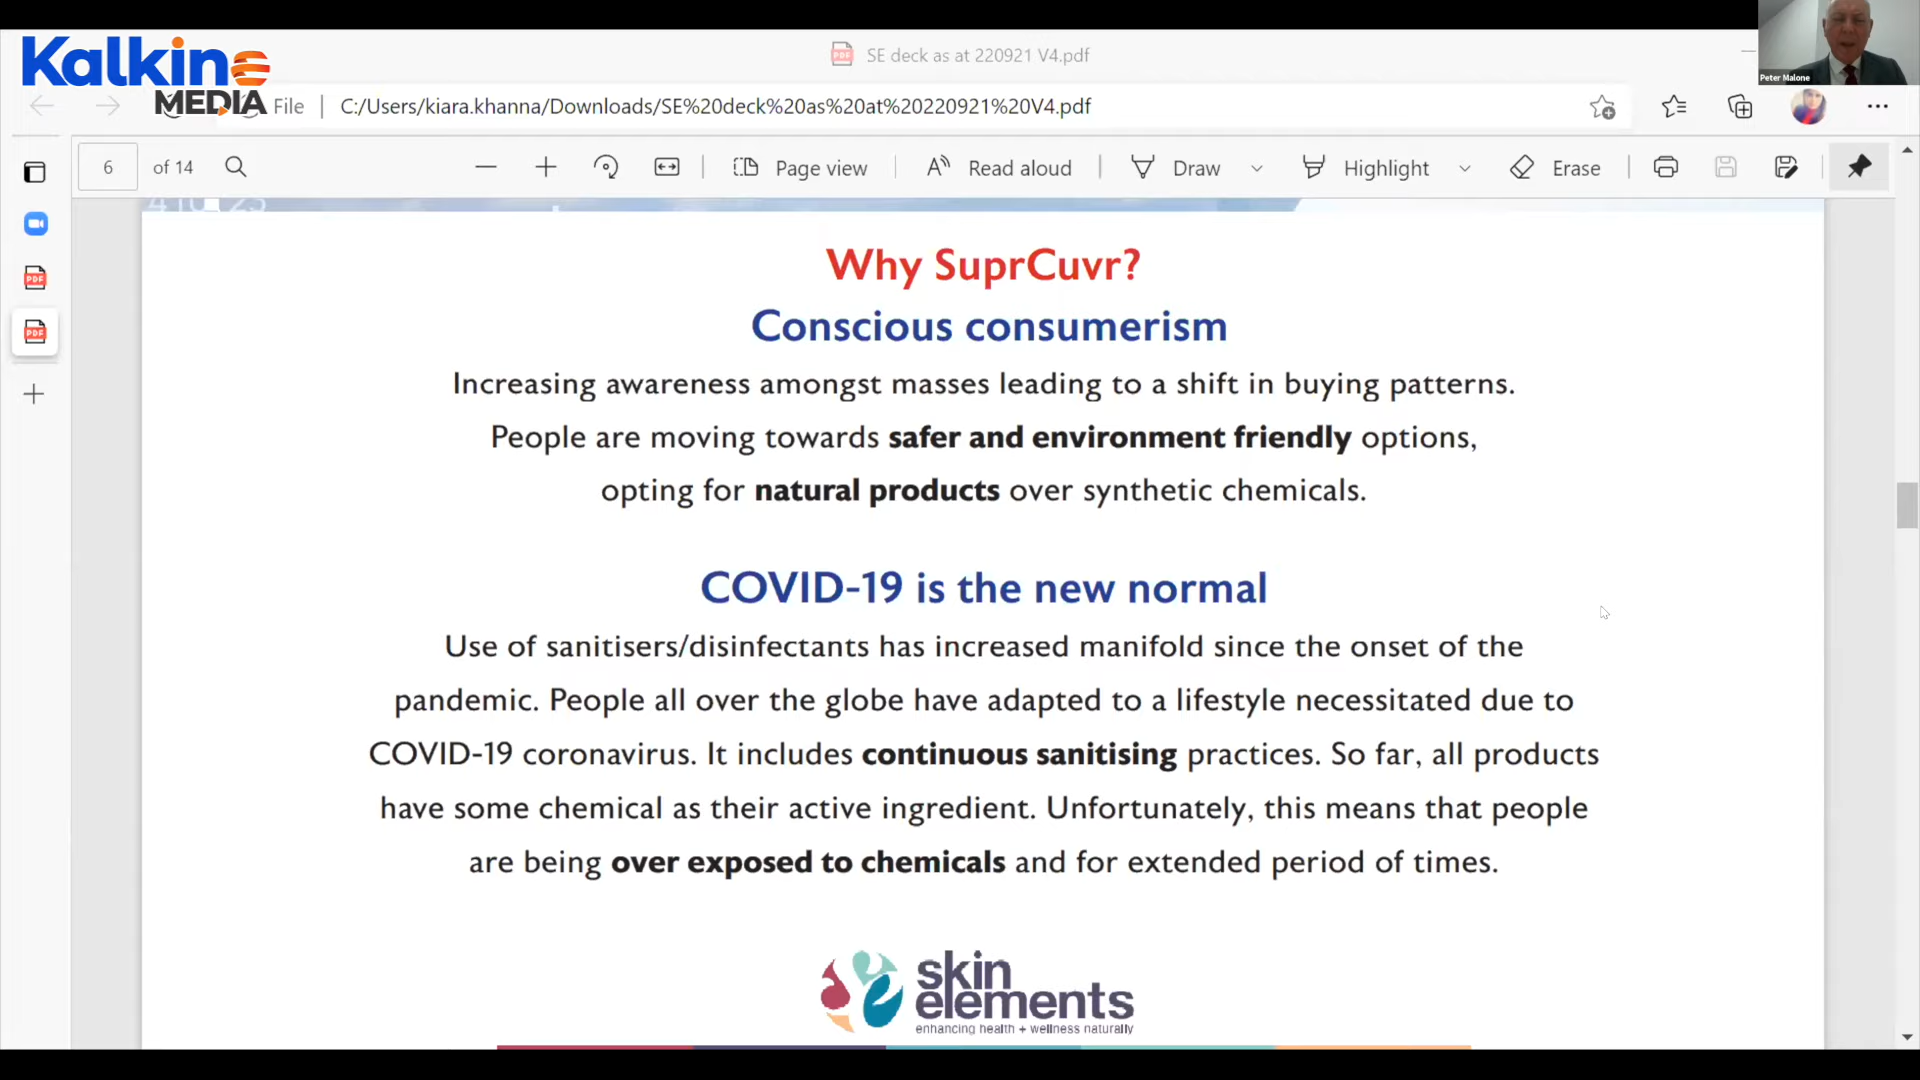 Kalkine
MEDIA
SE deck as at 220921 V4.pdf
Peter Malone
File
C:/Users/kiara.khanna/Downloads/SE%20deck%20as%20at%20220921%20V4.pdf
6 of 14
Page view
Read aloud
Draw
Highlight
Erase
PDF
PDF
Why SuprCuvr?
Conscious consumerism
Increasing awareness amongst masses leading to a shift in buying patterns.
People are moving towards safer and environment friendly options,
opting for natural products over synthetic chemicals.
COVID-19 is the new normal
Use of sanitisers/disinfectants has increased manifold since the onset of the
pandemic. People all over the globe have adapted to a lifestyle necessitated due to
COVID-19 coronavirus. It includes continuous sanitising practices. So far, all products
have some chemical as their active ingredient. Unfortunately, this means that people
are being over exposed to chemicals and for extended period of times.
skin
elements
enhancing health + wellness naturally